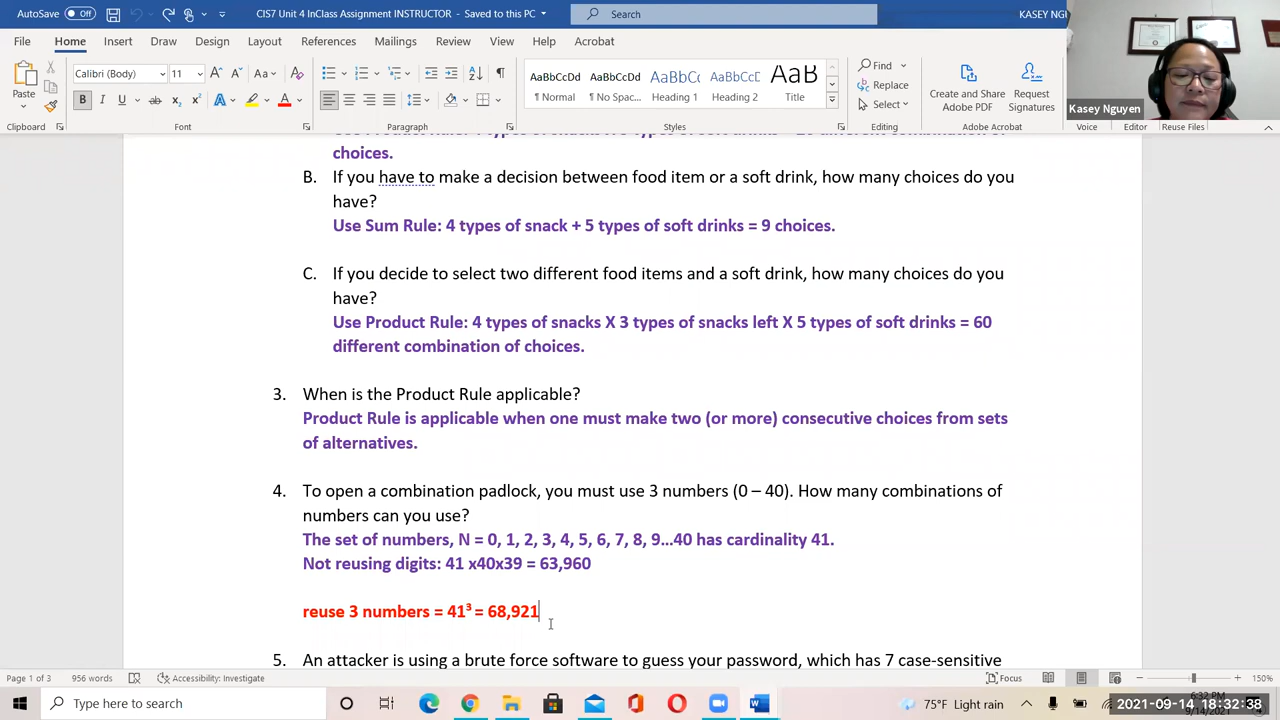 AutoSave Off
CIS7 Unit 4 Logic Assignment INSTRUCTOR
Search
KASEY
File Home Insert Draw Design Layout References Mailings Review View Help Acrobat
Paste
Calibri (Body) 11
AaBbCcDd AaBbCcDd AaBbC AaBbCcD AaB
¶ Normal ¶ No Spac... Heading 1 Heading 2 Title
Find
Replace
Select
Create and Share
Adobe PDF
Request
Signatures
Kasey Nguyen
Clipboard Font Paragraph Styles Editing Adobe Acrobat Voice Editor Reuse Files
choices.
B. If you have to make a decision between food item or a soft drink, how many choices do you
have?
Use Sum Rule: 4 types of snack + 5 types of soft drinks = 9 choices.
C. If you decide to select two different food items and a soft drink, how many choices do you
have?
Use Product Rule: 4 types of snacks X 3 types of snacks left X 5 types of soft drinks = 60
different combination of choices.
3. When is the Product Rule applicable?
Product Rule is applicable when one must make two (or more) consecutive choices from sets
of alternatives.
4. To open a combination padlock, you must use 3 numbers (0 – 40). How many combinations of
numbers can you use?
The set of numbers, N = 0, 1, 2, 3, 4, 5, 6, 7, 8, 9...40 has cardinality 41.
Not reusing digits: 41 x40x39 = 63,960
reuse 3 numbers = 41³ = 68,921
5. An attacker is using a brute force software to guess your password, which has 7 case-sensitive
Page 1 of 3 956 words Accessibility: Investigate Focus 150%
Type here to search
75°F Light rain
6:32 PM
9/14/2021
2021-09-14 18:32:38